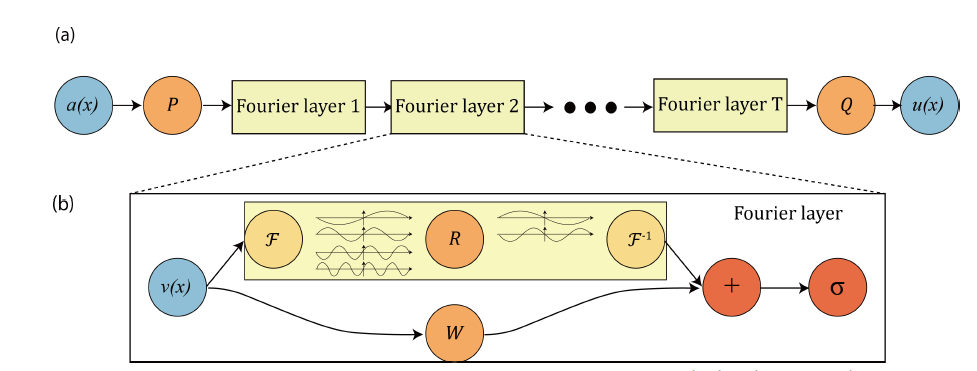 (a)
a(x) P Fourier layer 1 Fourier layer 2 Fourier layer T Q u(x)
(b)
Fourier layer
ℱ R ℱ⁻¹
v(x) + σ
W